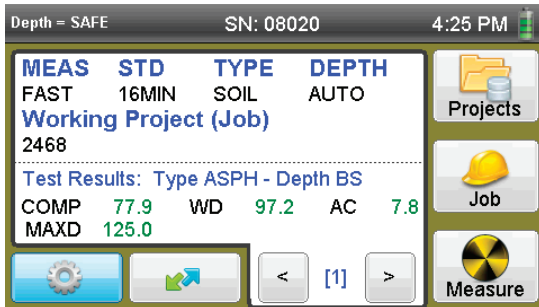 Depth = SAFE SN: 08020 4:25 PM
MEAS STD TYPE DEPTH
FAST 16MIN SOIL AUTO
Working Project (Job)
2468
Test Results: Type ASPH - Depth BS
COMP 77.9 WD 97.2 AC 7.8
MAXD 125.0
< [1] >
Projects
Job
Measure